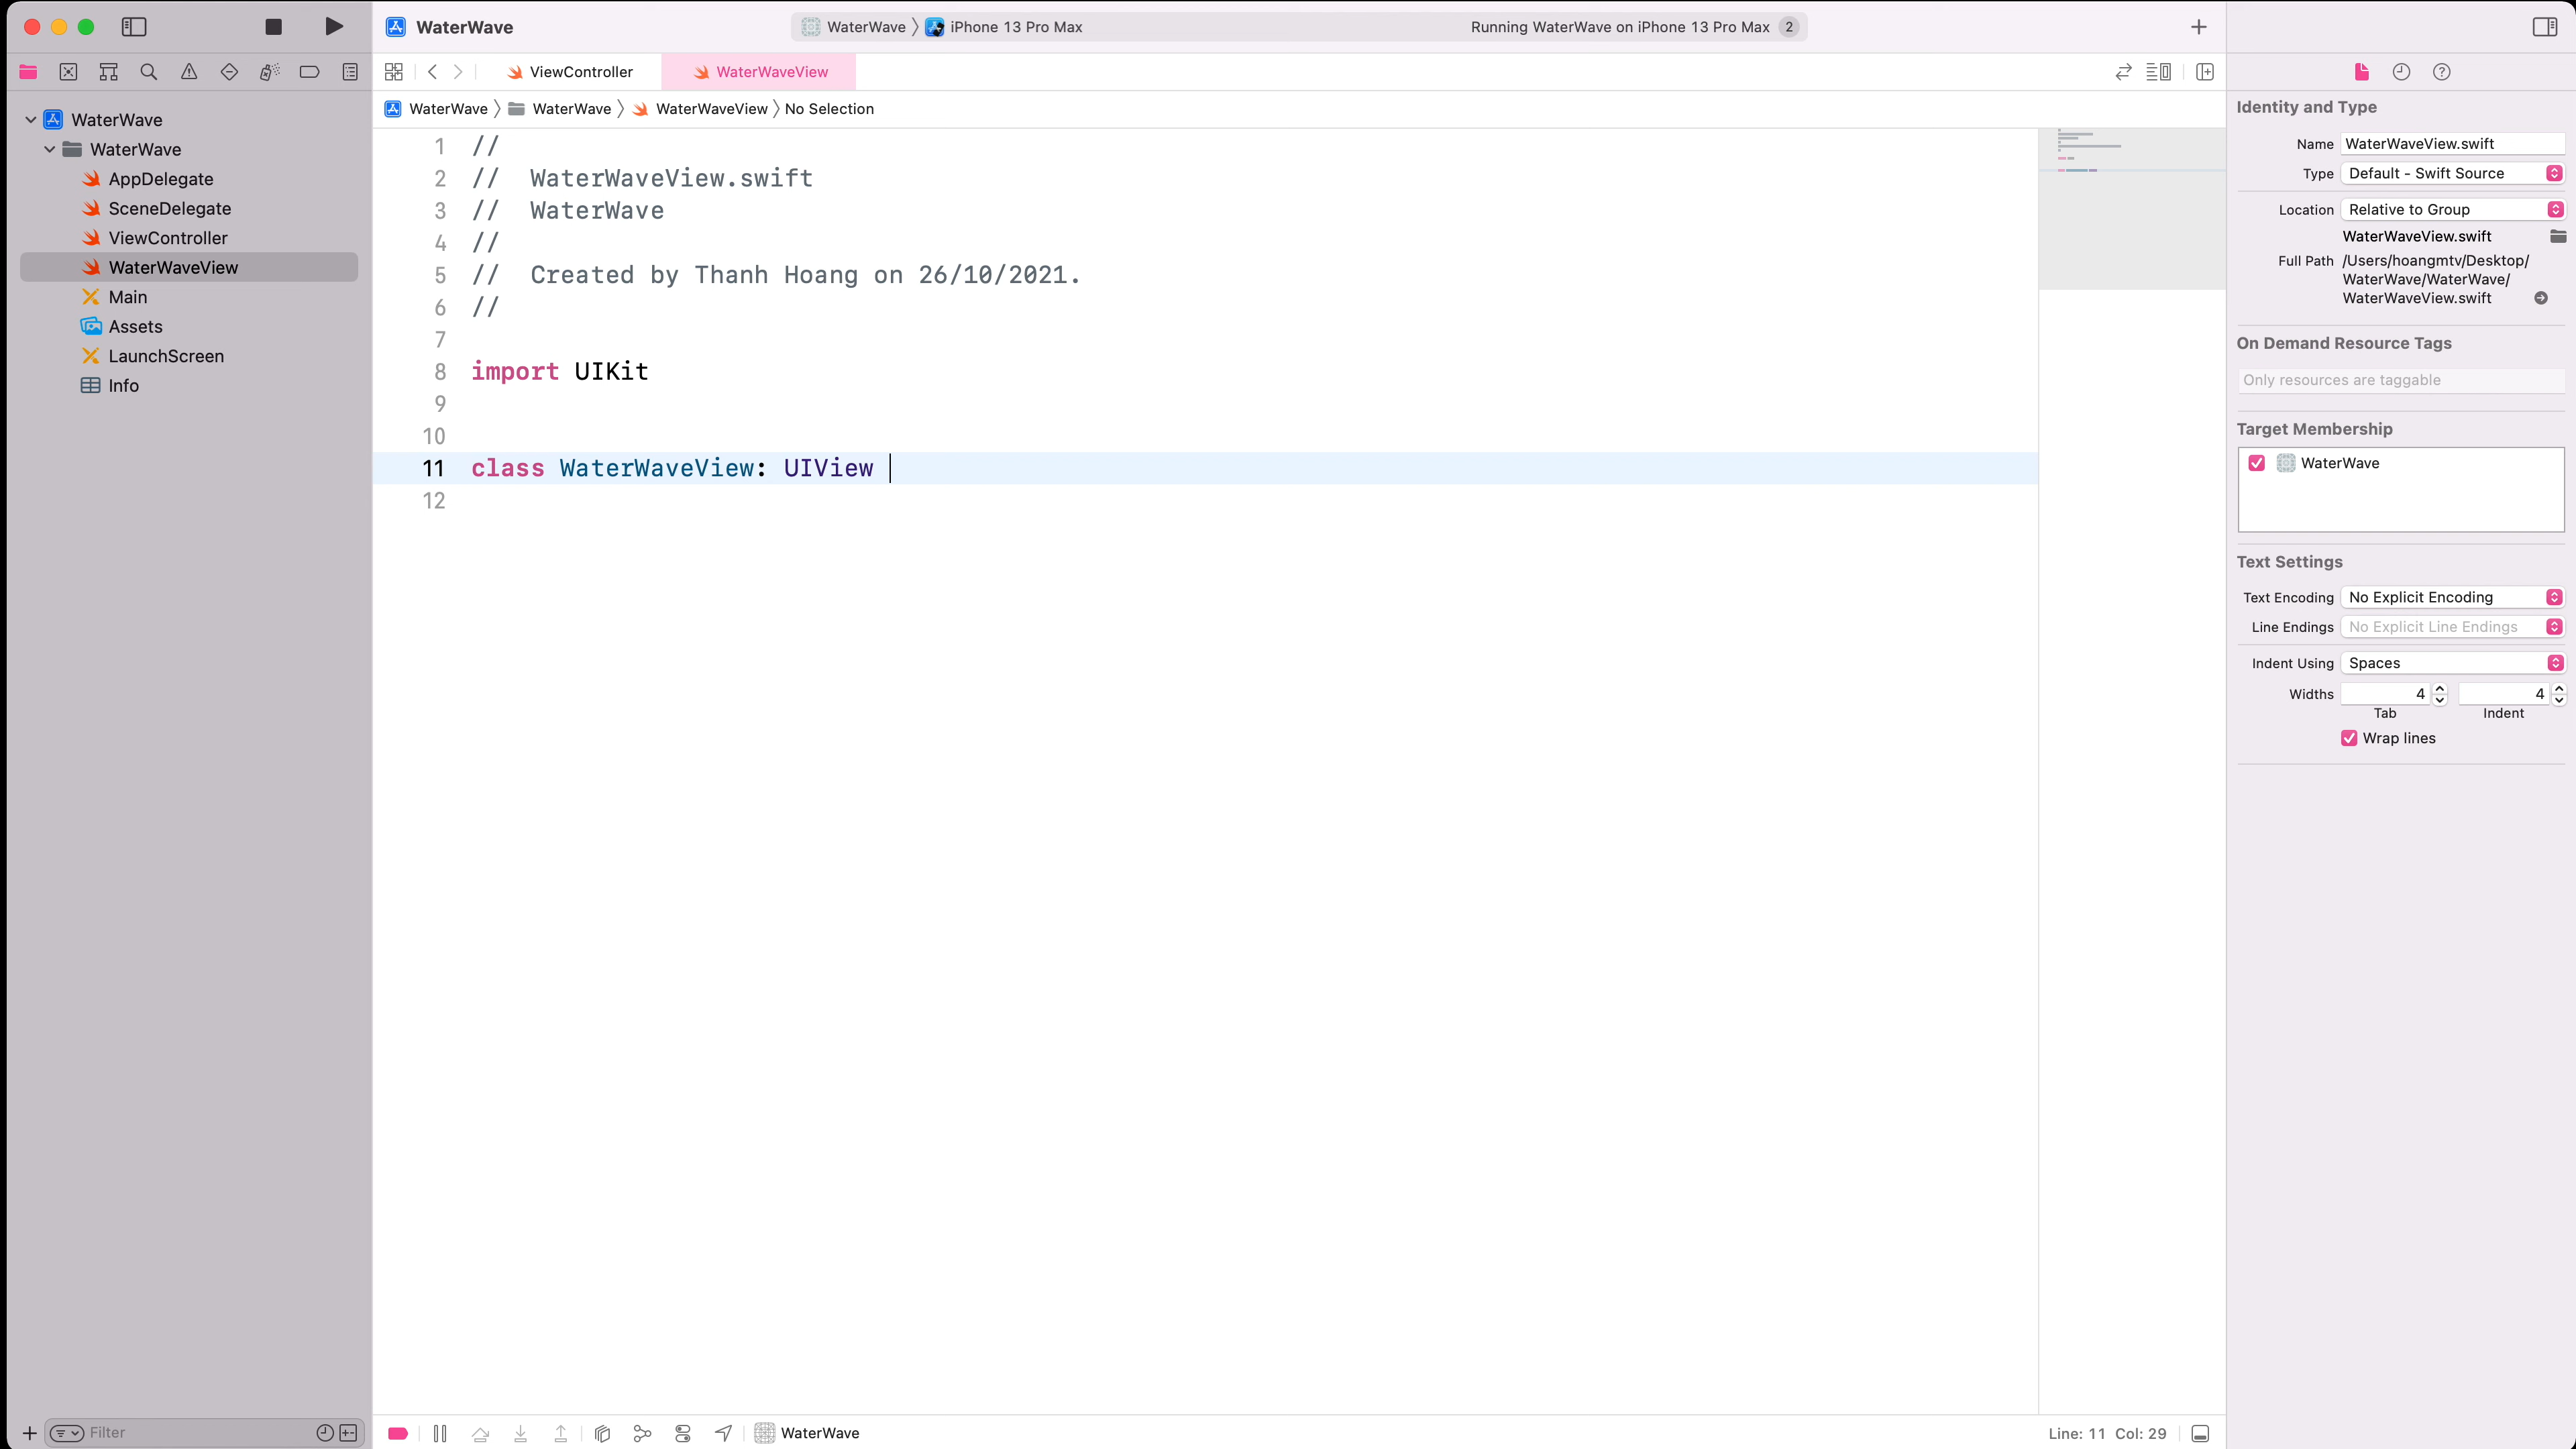 WaterWave
WaterWave
iPhone 13 Pro Max
Running WaterWave on iPhone 13 Pro Max
2
ViewController
WaterWaveView
WaterWave
WaterWave
WaterWaveView
No Selection
WaterWave
WaterWave
AppDelegate
SceneDelegate
ViewController
WaterWaveView
Main
Assets
LaunchScreen
Info
Filter
1 //
2 //  WaterWaveView.swift
3 //  WaterWave
4 //
5 //  Created by Thanh Hoang on 26/10/2021.
6 //
7
8 import UIKit
9
10
11 class WaterWaveView: UIView
12
WaterWave
Line: 11 Col: 29
Identity and Type
Name WaterWaveView.swift
Type Default - Swift Source
Location Relative to Group
WaterWaveView.swift
Full Path /Users/hoangmtv/Desktop/
WaterWave/WaterWave/
WaterWaveView.swift
On Demand Resource Tags
Only resources are taggable
Target Membership
WaterWave
Text Settings
Text Encoding No Explicit Encoding
Line Endings No Explicit Line Endings
Indent Using Spaces
Widths 4 4
Tab Indent
Wrap lines